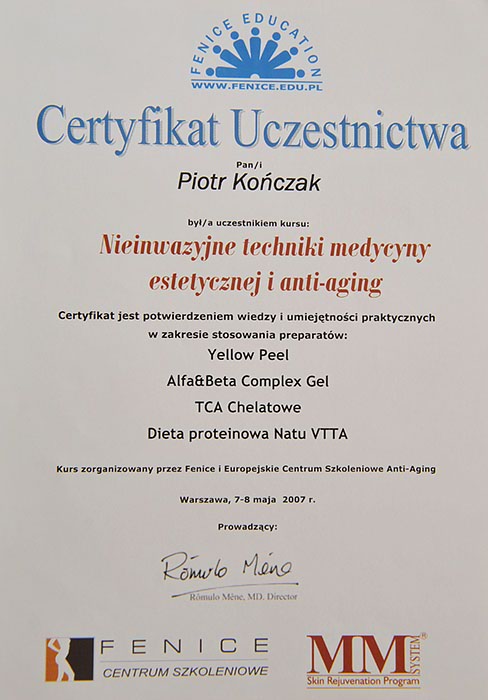 FENICE EDUCATION
WWW.FENICE.EDU.PL
Certyfikat Uczestnictwa
Pan/i
Piotr Kończak
był/a uczestnikiem kursu:
Nieinwazyjne techniki medycyny
estetycznej i anti-aging
Certyfikat jest potwierdzeniem wiedzy i umiejętności praktycznych
w zakresie stosowania preparatów:
Yellow Peel
Alfa&Beta Complex Gel
TCA Chelatowe
Dieta proteinowa Natu VTTA
Kurs zorganizowany przez Fenice i Europejskie Centrum Szkoleniowe Anti-Aging
Warszawa, 7-8 maja 2007 r.
Prowadzący:
Rômulo Mêne
Rômulo Mêne, MD. Director
FENICE
CENTRUM SZKOLENIOWE
MM SYSTEM®
Skin Rejuvenation Program